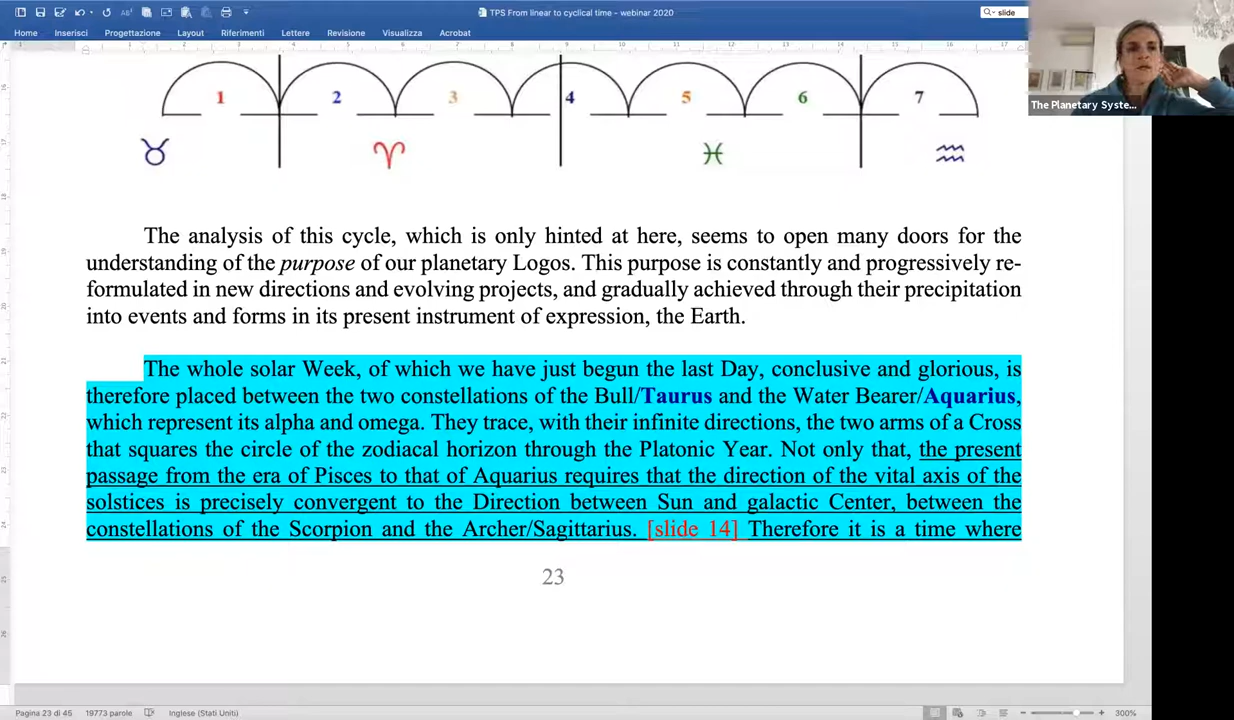 TPS From linear to cyclical time - webinar 2020
slide
Home Inserisci Progettazione Layout Riferimenti Lettere Revisione Visualizza Acrobat
The Planetary Syste...
1 2 3 4 5 6 7
♉ ♈ ♓ ♒
The analysis of this cycle, which is only hinted at here, seems to open many doors for the
understanding of the purpose of our planetary Logos. This purpose is constantly and progressively re-
formulated in new directions and evolving projects, and gradually achieved through their precipitation
into events and forms in its present instrument of expression, the Earth.
The whole solar Week, of which we have just begun the last Day, conclusive and glorious, is
therefore placed between the two constellations of the Bull/Taurus and the Water Bearer/Aquarius,
which represent its alpha and omega. They trace, with their infinite directions, the two arms of a Cross
that squares the circle of the zodiacal horizon through the Platonic Year. Not only that, the present
passage from the era of Pisces to that of Aquarius requires that the direction of the vital axis of the
solstices is precisely convergent to the Direction between Sun and galactic Center, between the
constellations of the Scorpion and the Archer/Sagittarius. [slide 14] Therefore it is a time where
23
Pagina 23 di 45 19773 parole Inglese (Stati Uniti) 300%